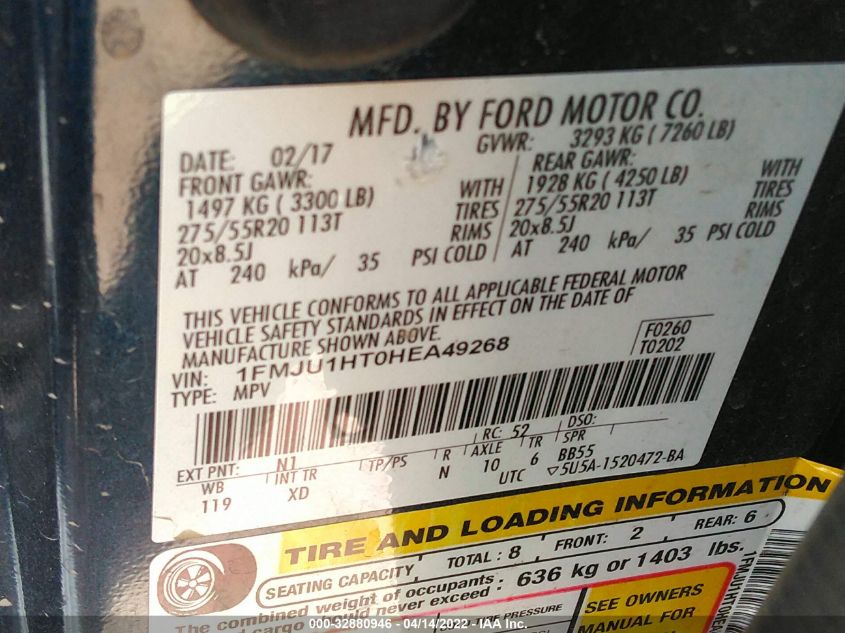 MFD. BY FORD MOTOR CO.
DATE: 02/17 GVWR: 3293 KG ( 7260 LB)
FRONT GAWR: REAR GAWR:
1497 KG ( 3300 LB) WITH 1928 KG ( 4250 LB) WITH
275/55R20 113T TIRES 275/55R20 113T TIRES
20x8.5J RIMS 20x8.5J RIMS
AT 240 kPa/ 35 PSI COLD AT 240 kPa/ 35 PSI COLD
THIS VEHICLE CONFORMS TO ALL APPLICABLE FEDERAL MOTOR
VEHICLE SAFETY STANDARDS IN EFFECT ON THE DATE OF
MANUFACTURE SHOWN ABOVE.
VIN: 1FMJU1HT0HEA49268 F0260
TYPE: MPV T0202
EXT PNT: N1 RC: 52 DSO:
WB INT TR TP/PS R AXLE TR SPR
119 XD N 10 6 BB55
UTC ▽5U5A-1520472-BA
TIRE AND LOADING INFORMATION
SEATING CAPACITY TOTAL : 8 FRONT: 2 REAR: 6
The combined weight of occupants
and cargo should never exceed : 636 kg or 1403 lbs.
PRESSURE
SEE OWNERS
MANUAL FOR
000-32880946 - 04/14/2022 - IAA Inc.